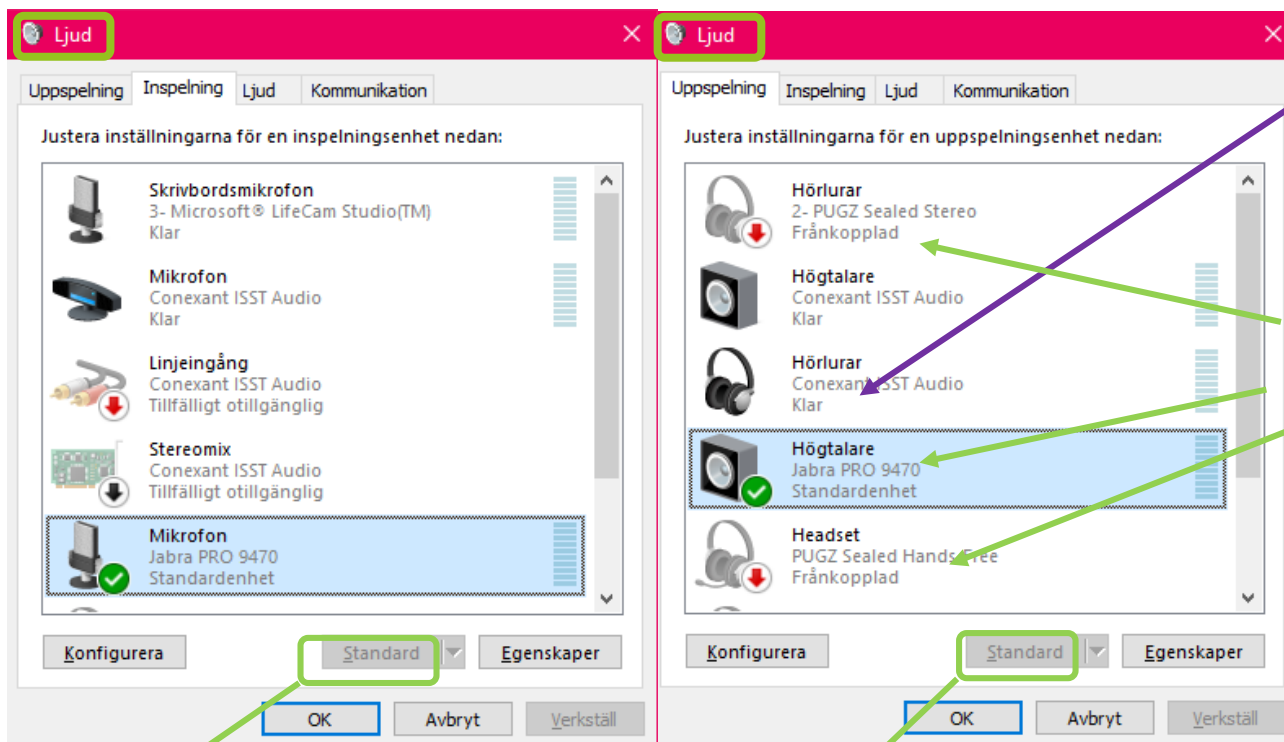 Ljud
Uppspelning Inspelning Ljud Kommunikation
Justera inställningarna för en inspelningsenhet nedan:
Skrivbordsmikrofon
3- Microsoft® LifeCam Studio(TM)
Klar
Mikrofon
Conexant ISST Audio
Klar
Linjeingång
Conexant ISST Audio
Tillfälligt otillgänglig
Stereomix
Conexant ISST Audio
Tillfälligt otillgänglig
Mikrofon
Jabra PRO 9470
Standardenhet
Konfigurera Standard Egenskaper
OK Avbryt Verkställ
Ljud
Uppspelning Inspelning Ljud Kommunikation
Justera inställningarna för en uppspelningsenhet nedan:
Hörlurar
2- PUGZ Sealed Stereo
Frånkopplad
Högtalare
Conexant ISST Audio
Klar
Hörlurar
Conexant ISST Audio
Klar
Högtalare
Jabra PRO 9470
Standardenhet
Headset
PUGZ Sealed Hands-Free
Frånkopplad
Konfigurera Standard Egenskaper
OK Avbryt Verkställ